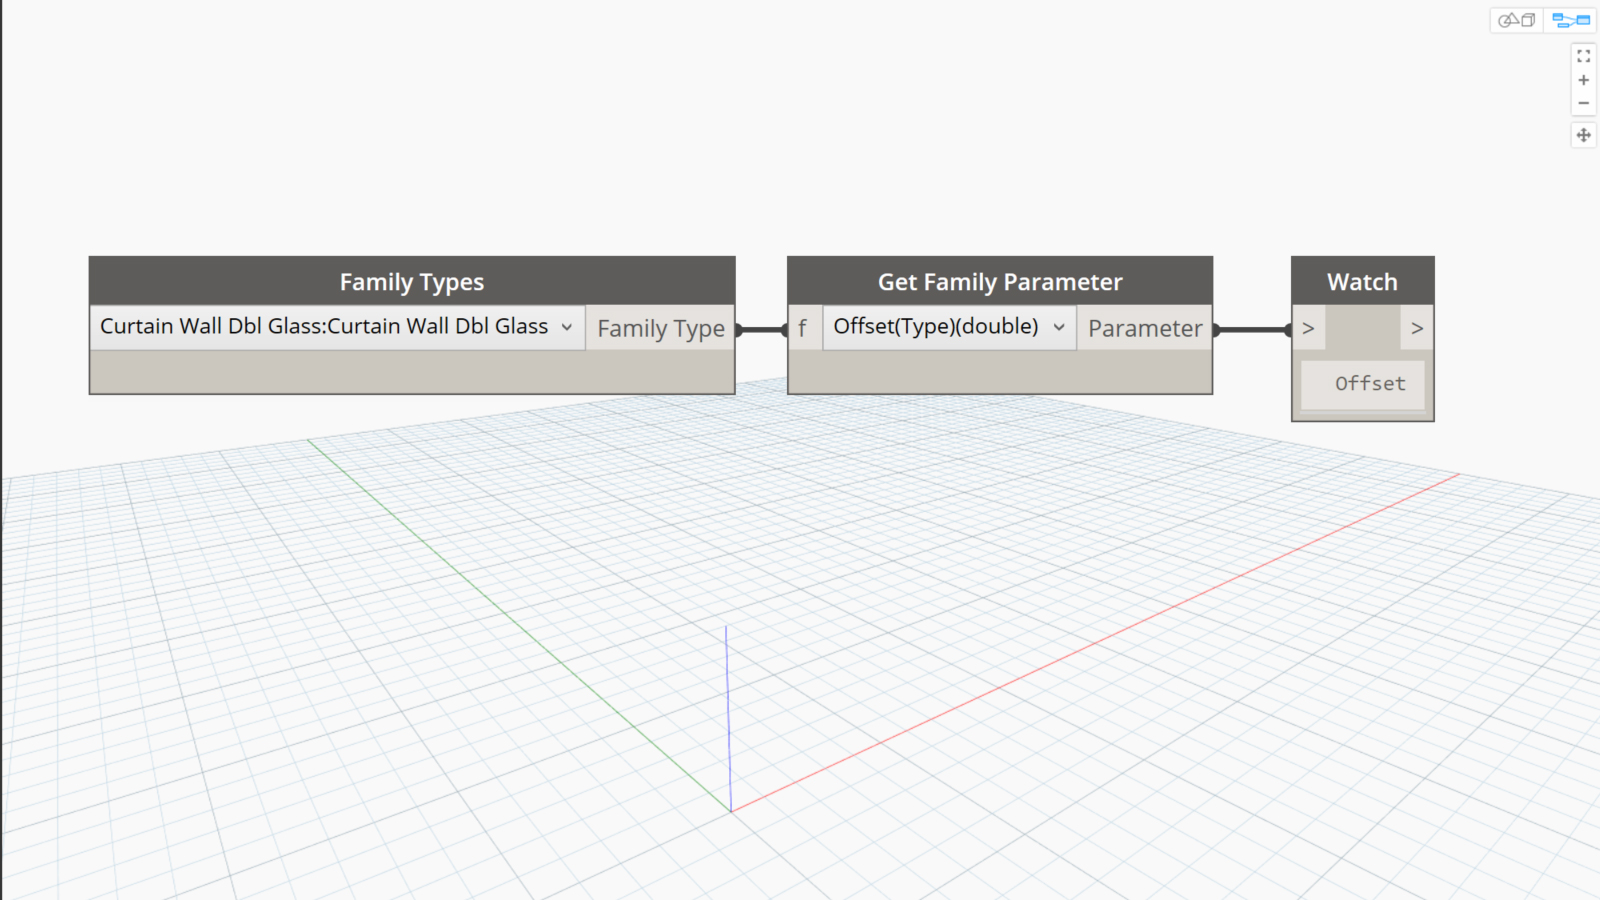 Family Types
Curtain Wall Dbl Glass:Curtain Wall Dbl Glass
Family Type
Get Family Parameter
f
Offset(Type)(double)
Parameter
Watch
>
>
Offset